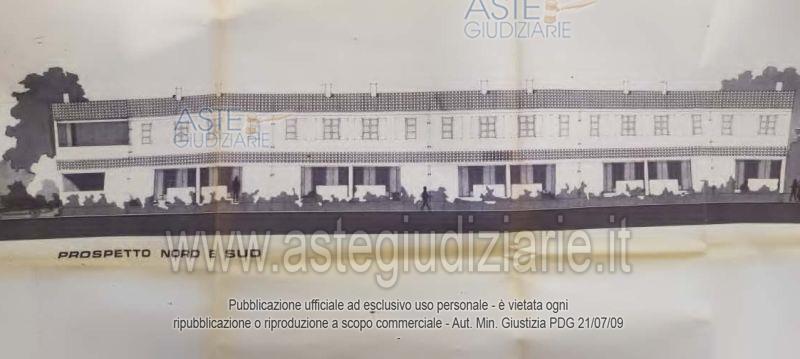 ASTE
GIUDIZIARIE
ASTE
GIUDIZIARIE
PROSPETTO NORD E SUD
www.astegiudiziarie.it
Pubblicazione ufficiale ad esclusivo uso personale - è vietata ogni
ripubblicazione o riproduzione a scopo commerciale - Aut. Min. Giustizia PDG 21/07/09